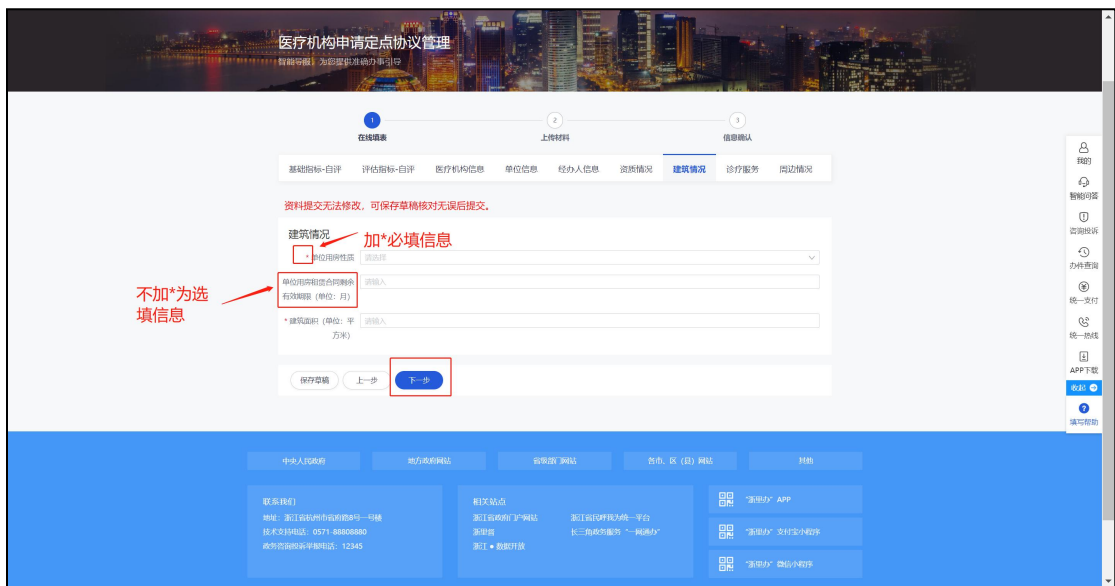 医疗机构申请定点协议管理
智能导服，为您提供准确办事引导
1
2
3
在线填表
上传材料
信息确认
基础指标-自评 评估指标-自评 医疗机构信息 单位信息 经办人信息 资质情况 建筑情况 诊疗服务 周边情况
资料提交无法修改，可保存草稿核对无误后提交。
建筑情况
加*必填信息
* 单位用房性质 请选择
不加*为选
填信息
单位用房租赁合同剩余
有效期限（单位：月）
请输入
* 建筑面积（单位：平
方米）
请输入
保存草稿 上一步 下一步
我的
智能问答
咨询投诉
办件查询
统一支付
统一热线
APP下载
收起
填写帮助
中央人民政府 地方政府网站 省级部门网站 各市、区（县）网站 其他
联系我们
地址：浙江省杭州市省府路8号一号楼
技术支持电话：0571-88808880
政务咨询投诉举报电话：12345
相关站点
浙江省政府门户网站 浙江省民呼我为统一平台
浙里督 长三角政务服务“一网通办”
浙江●数据开放
“浙里办” APP
“浙里办” 支付宝小程序
“浙里办” 微信小程序